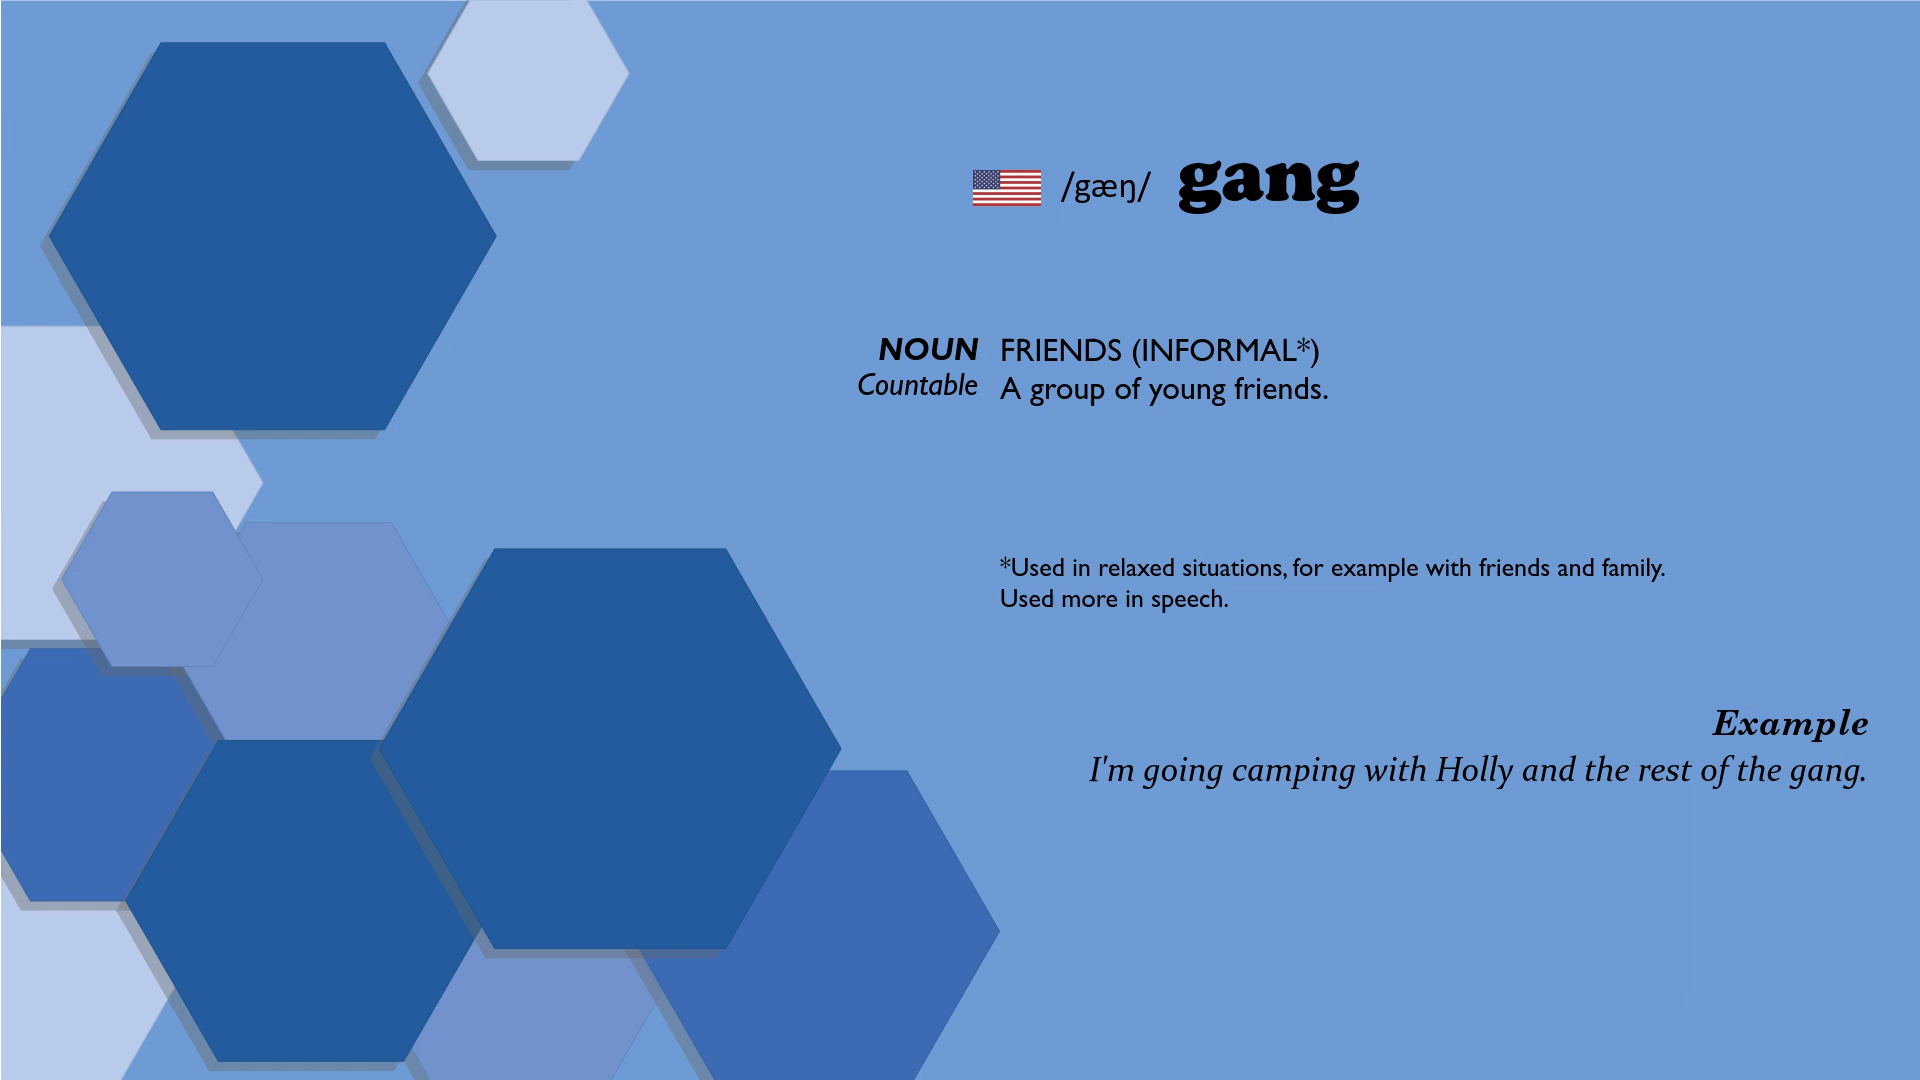 /gæŋ/ gang
NOUN FRIENDS (INFORMAL*)
Countable A group of young friends.
*Used in relaxed situations, for example with friends and family.
Used more in speech.
Example
I'm going camping with Holly and the rest of the gang.